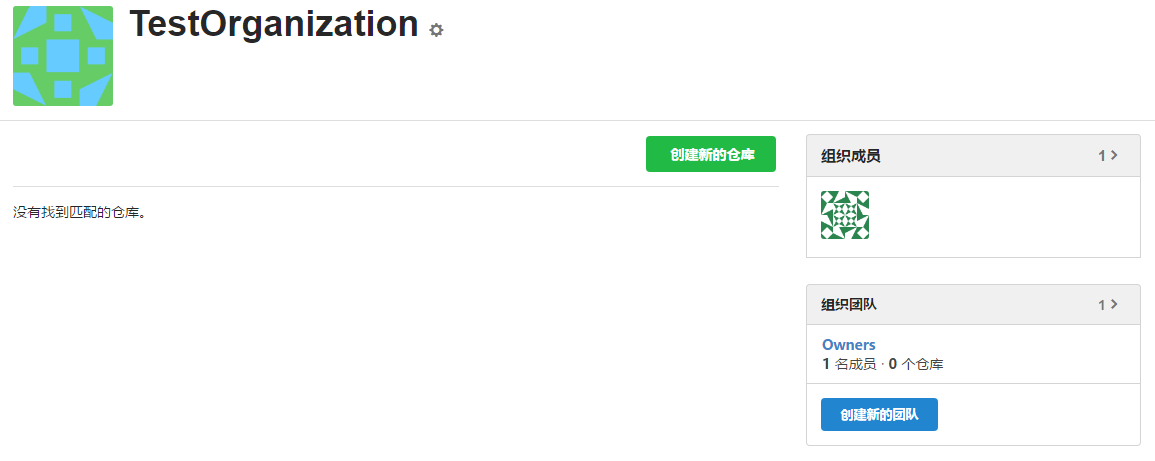 TestOrganization
创建新的仓库
没有找到匹配的仓库。
组织成员 1
组织团队 1
Owners
1 名成员 · 0 个仓库
创建新的团队